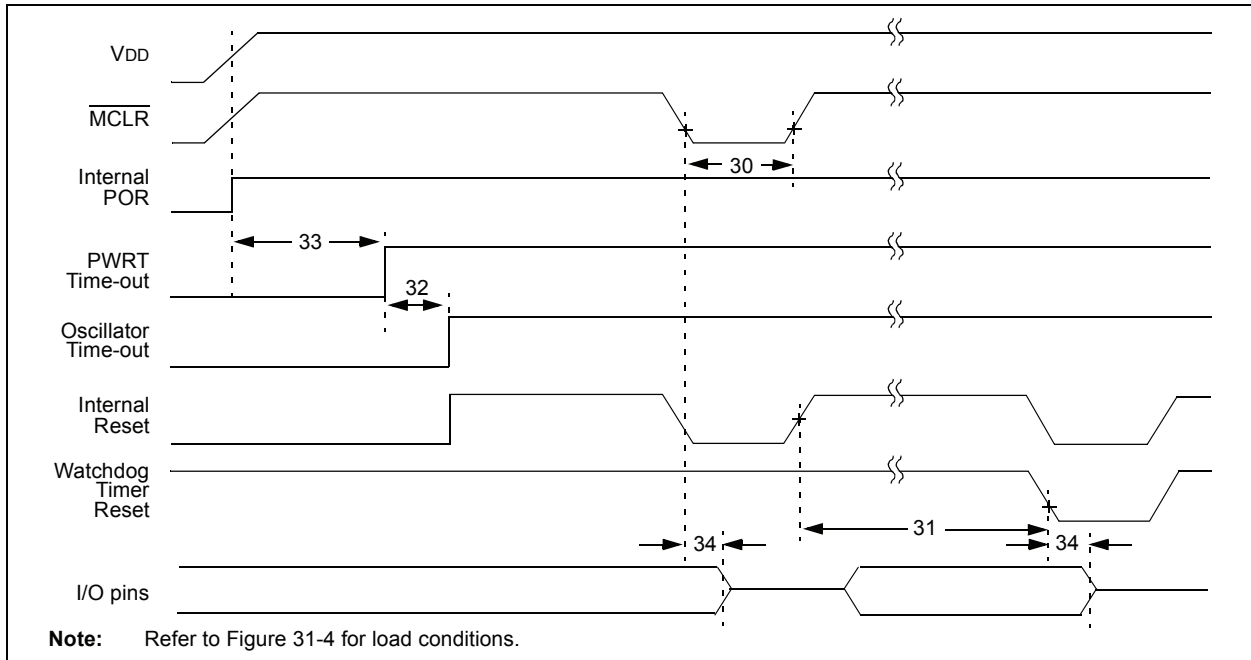 VDD
MCLR
30
Internal
POR
33
PWRT
Time-out
32
Oscillator
Time-out
Internal
Reset
Watchdog
Timer
Reset
31
34
34
I/O pins
Note: Refer to Figure 31-4 for load conditions.